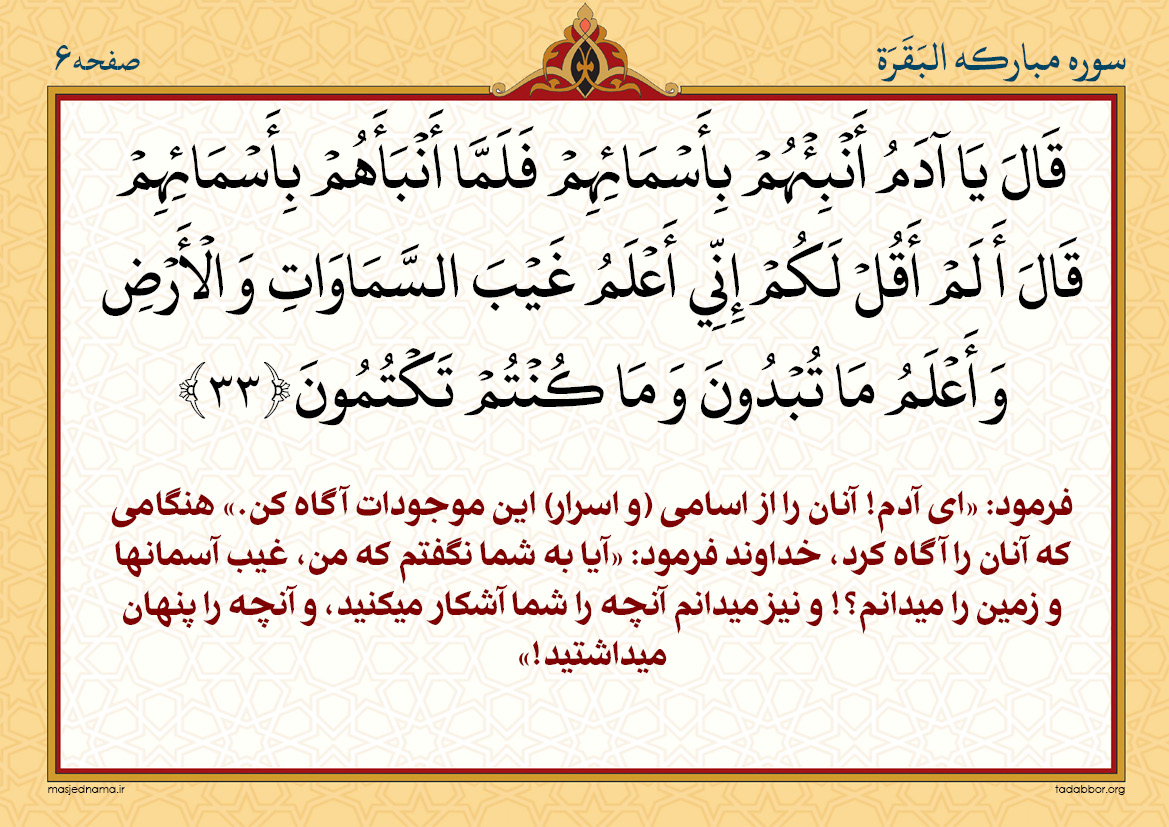 سوره مبارکه البَقَرَة
صفحه۶
قَالَ يَا آدَمُ أَنْبِئْهُمْ بِأَسْمَائِهِمْ فَلَمَّا أَنْبَأَهُمْ بِأَسْمَائِهِمْ
قَالَ أَ لَمْ أَقُلْ لَكُمْ إِنِّي أَعْلَمُ غَيْبَ السَّمَاوَاتِ وَ الْأَرْضِ
وَ أَعْلَمُ مَا تُبْدُونَ وَ مَا كُنْتُمْ تَكْتُمُونَ﴿٣٣﴾
فرمود: «ای آدم! آنان را از اسامی (و اسرار) این موجودات آگاه کن.» هنگامی
که آنان را آگاه کرد، خداوند فرمود: «آیا به شما نگفتم که من، غیب آسمانها
و زمین را میدانم؟! و نیز میدانم آنچه را شما آشکار میکنید، و آنچه را پنهان
میداشتید!»
masjednama.ir
tadabbor.org